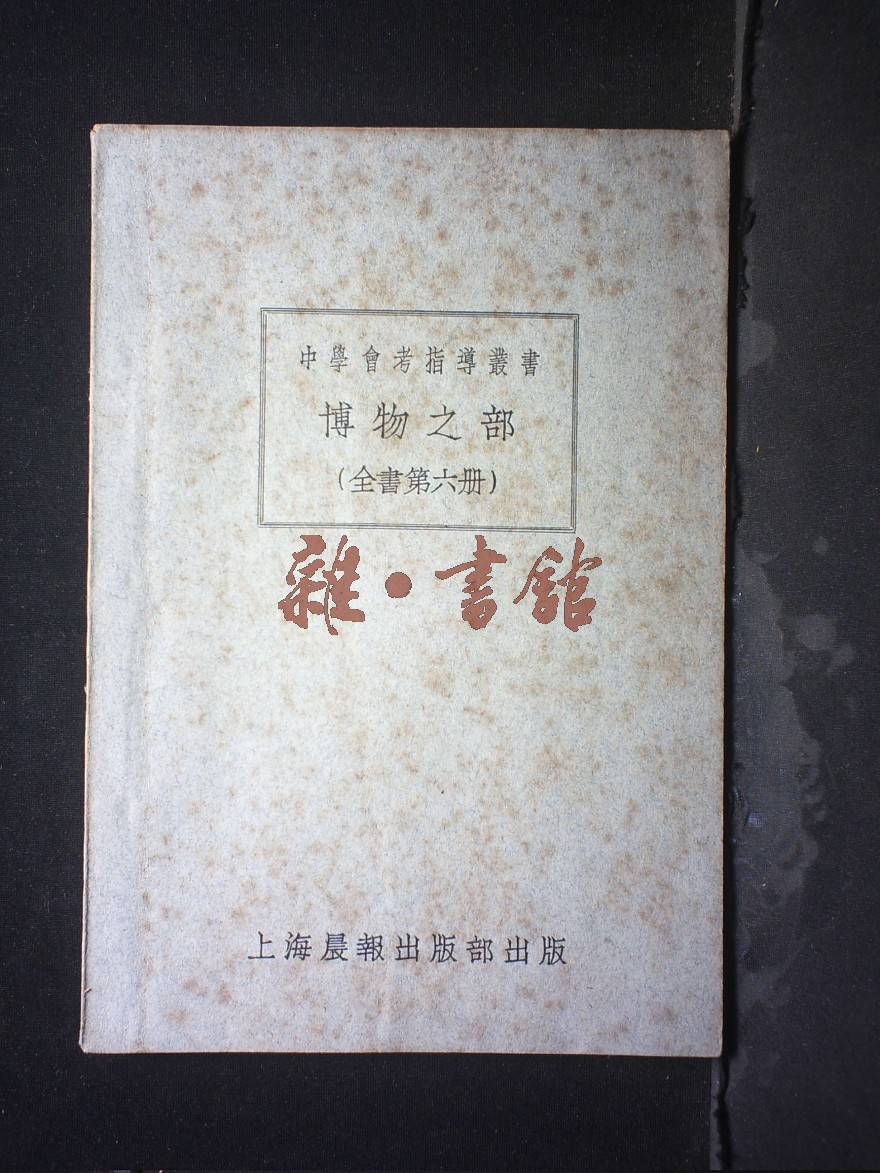 中學會考指導叢書
博物之部
(全書第六册)
雜·書館
上海晨報出版部出版